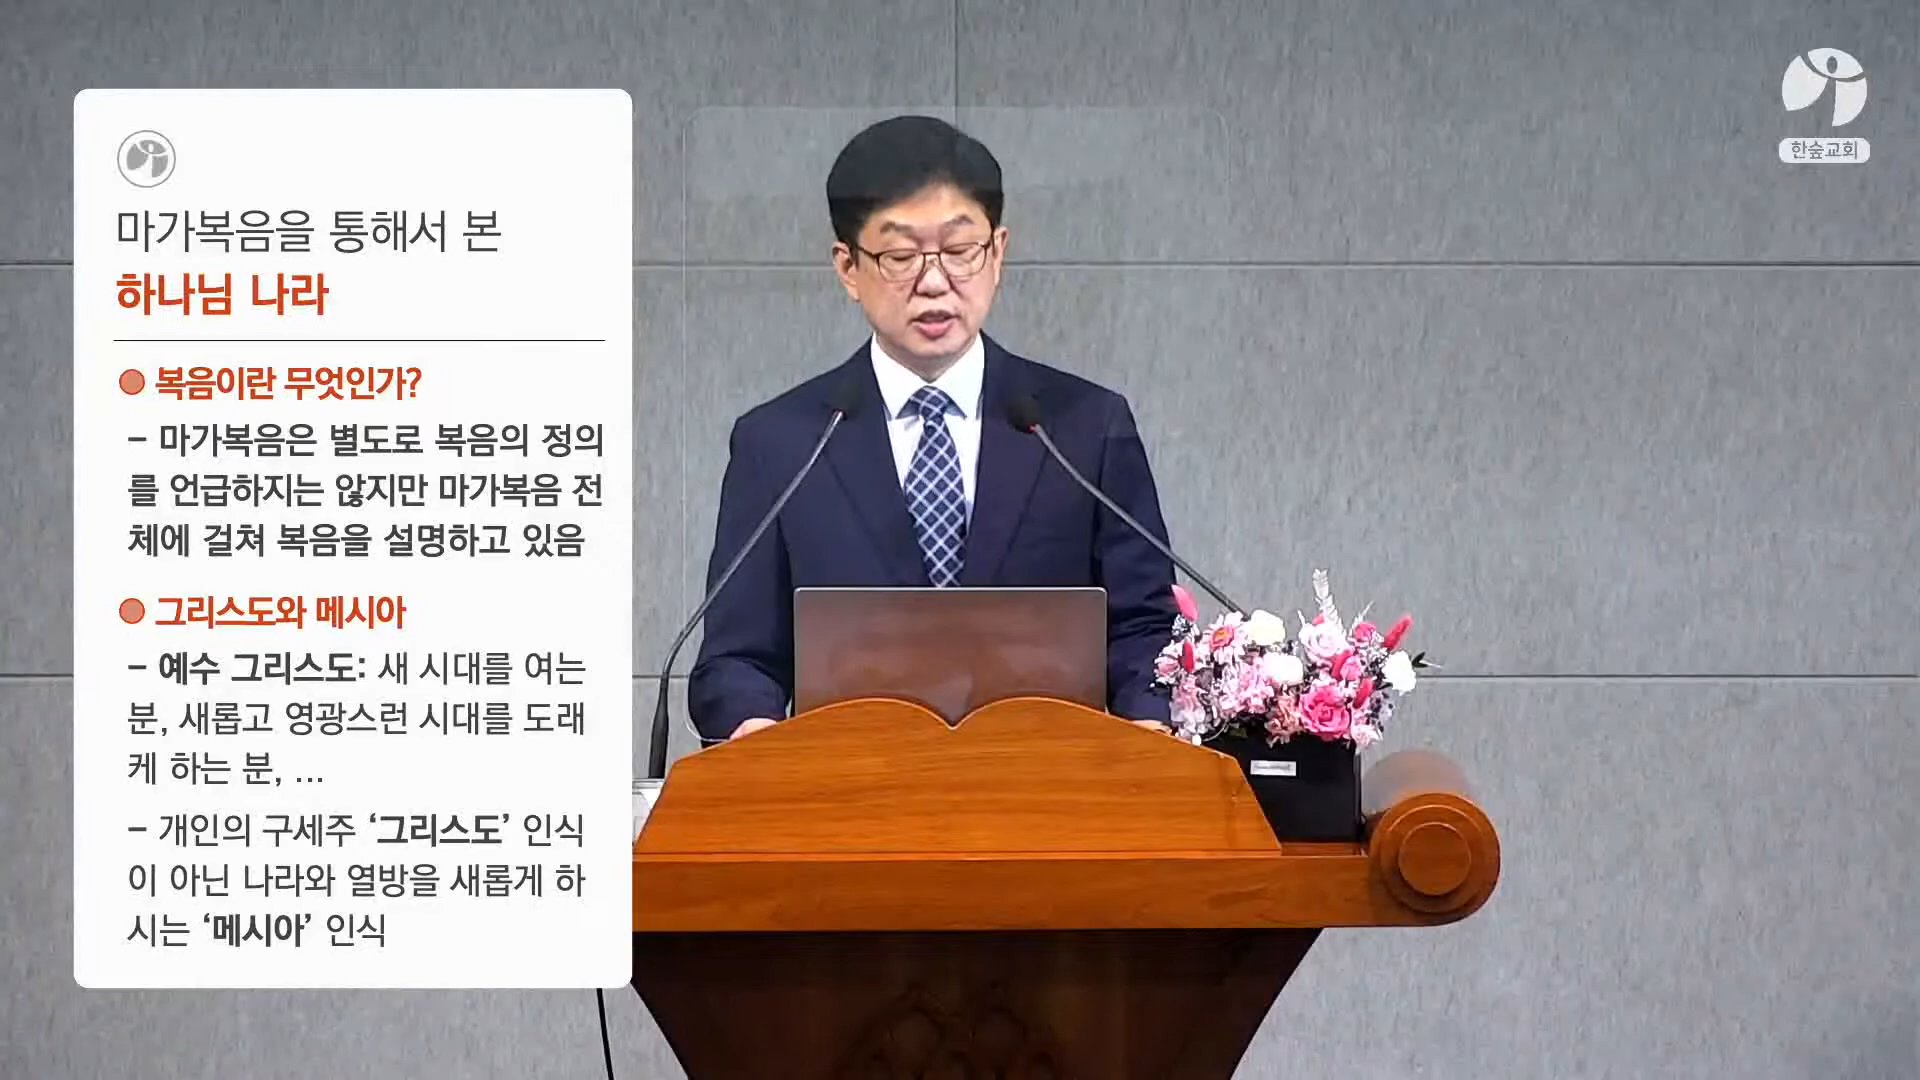 마가복음을 통해서 본
하나님 나라
복음이란 무엇인가?
– 마가복음은 별도로 복음의 정의
를 언급하지는 않지만 마가복음 전
체에 걸쳐 복음을 설명하고 있음
그리스도와 메시아
– 예수 그리스도: 새 시대를 여는
분, 새롭고 영광스런 시대를 도래
케 하는 분, ...
– 개인의 구세주 ‘그리스도’ 인식
이 아닌 나라와 열방을 새롭게 하
시는 ‘메시아’ 인식
한숲교회